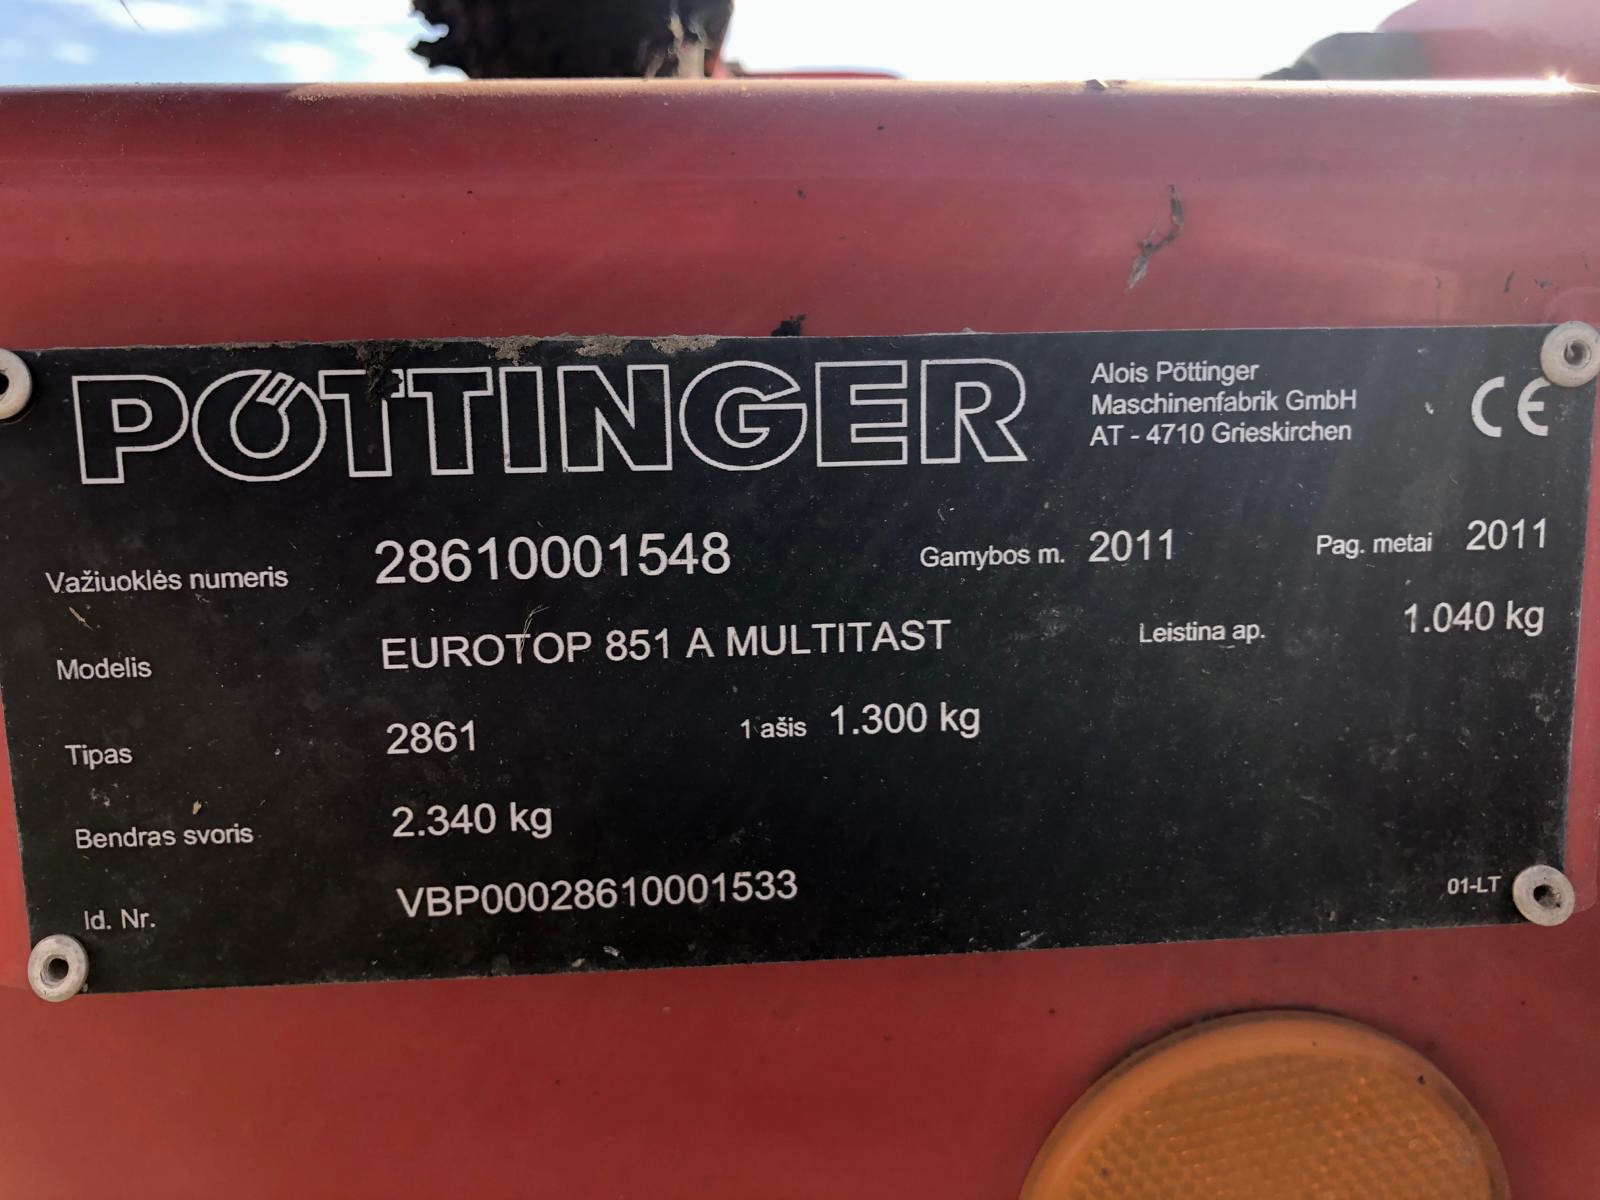 PÖTTINGER
Alois Pöttinger
Maschinenfabrik GmbH
AT - 4710 Grieskirchen
CE
Važiuoklės numeris 28610001548 Gamybos m. 2011 Pag. metai 2011
Modelis EUROTOP 851 A MULTITAST Leistina ap. 1.040 kg
Tipas 2861 1 ašis 1.300 kg
Bendras svoris 2.340 kg
Id. Nr. VBP00028610001533
01-LT